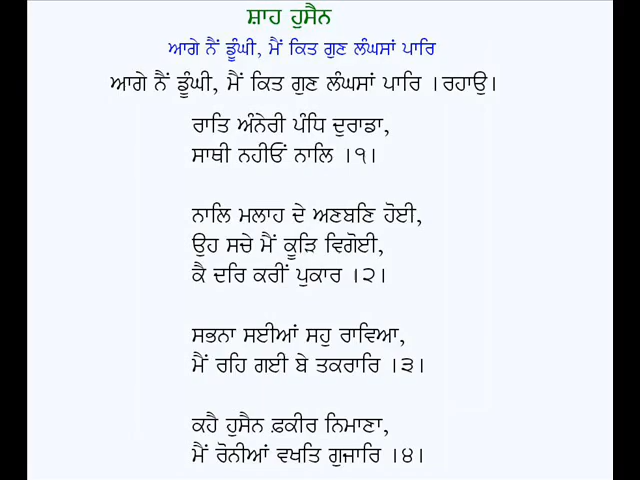 ਸ਼ਾਹ ਹੁਸੈਨ
ਆਗੇ ਨੈਂ ਡੂੰਘੀ, ਮੈਂ ਕਿਤ ਗੁਣ ਲੰਘਸਾਂ ਪਾਰਿ
ਆਗੇ ਨੈਂ ਡੂੰਘੀ, ਮੈਂ ਕਿਤ ਗੁਣ ਲੰਘਸਾਂ ਪਾਰਿ ।ਰਹਾਉ।
ਰਾਤਿ ਅੰਨੇਰੀ ਪੰਧਿ ਦੁਰਾਡਾ,
ਸਾਥੀ ਨਹੀਓਂ ਨਾਲਿ ।੧।
ਨਾਲਿ ਮਲਾਹ ਦੇ ਅਣਬਣਿ ਹੋਈ,
ਉਹ ਸਚੇ ਮੈਂ ਕੂੜਿ ਵਿਗੋਈ,
ਕੈ ਦਰਿ ਕਰੀਂ ਪੁਕਾਰ ।੨।
ਸਭਨਾ ਸਈਆਂ ਸਹੁ ਰਾਵਿਆ,
ਮੈਂ ਰਹਿ ਗਈ ਬੇ ਤਕਰਾਰਿ ।੩।
ਕਹੈ ਹੁਸੈਨ ਫ਼ਕੀਰ ਨਿਮਾਣਾ,
ਮੈਂ ਰੋਨੀਆਂ ਵਖਤਿ ਗੁਜਾਰਿ ।੪।